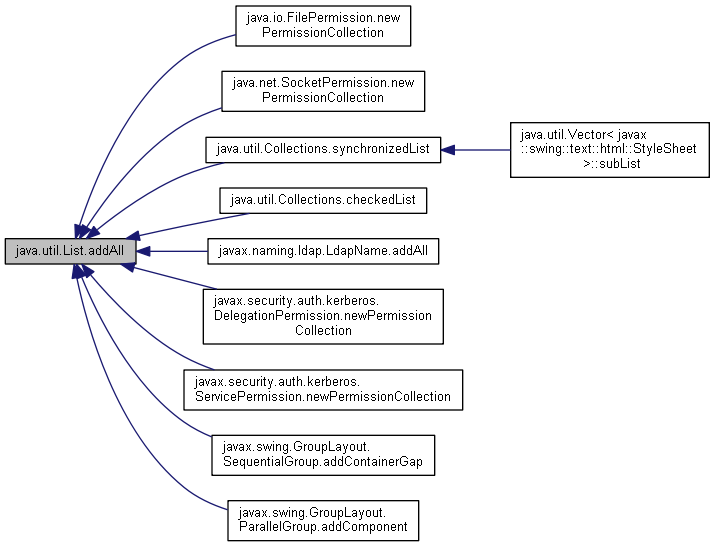 java.io.FilePermission.new
PermissionCollection
java.net.SocketPermission.new
PermissionCollection
java.util.Collections.synchronizedList
java.util.Vector< javax
::swing::text::html::StyleSheet
>::subList
java.util.Collections.checkedList
java.util.List.addAll
javax.naming.ldap.LdapName.addAll
javax.security.auth.kerberos.
DelegationPermission.newPermission
Collection
javax.security.auth.kerberos.
ServicePermission.newPermissionCollection
javax.swing.GroupLayout.
SequentialGroup.addContainerGap
javax.swing.GroupLayout.
ParallelGroup.addComponent